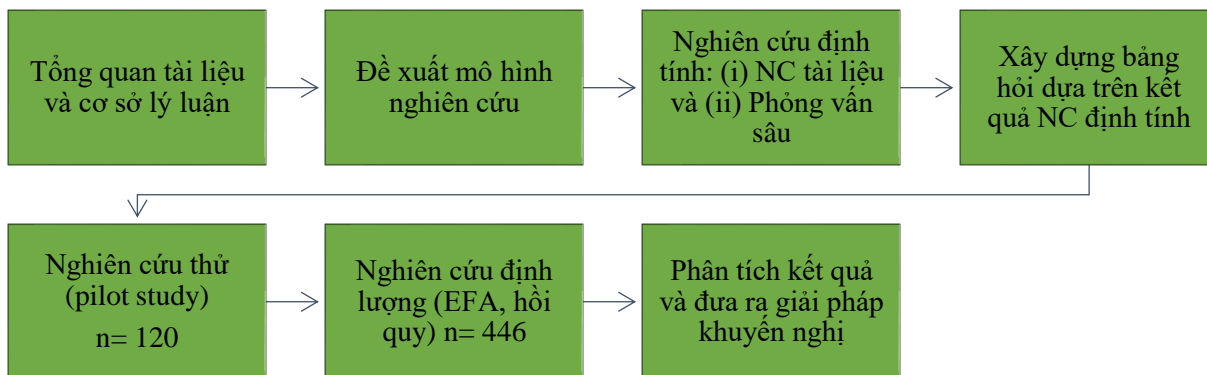 Tổng quan tài liệu
và cơ sở lý luận
Đề xuất mô hình
nghiên cứu
Nghiên cứu định
tính: (i) NC tài liệu
và (ii) Phỏng vấn
sâu
Xây dựng bảng
hỏi dựa trên kết
quả NC định tính
Nghiên cứu thử
(pilot study)
n= 120
Nghiên cứu định
lượng (EFA, hồi
quy) n= 446
Phân tích kết quả
và đưa ra giải pháp
khuyến nghị